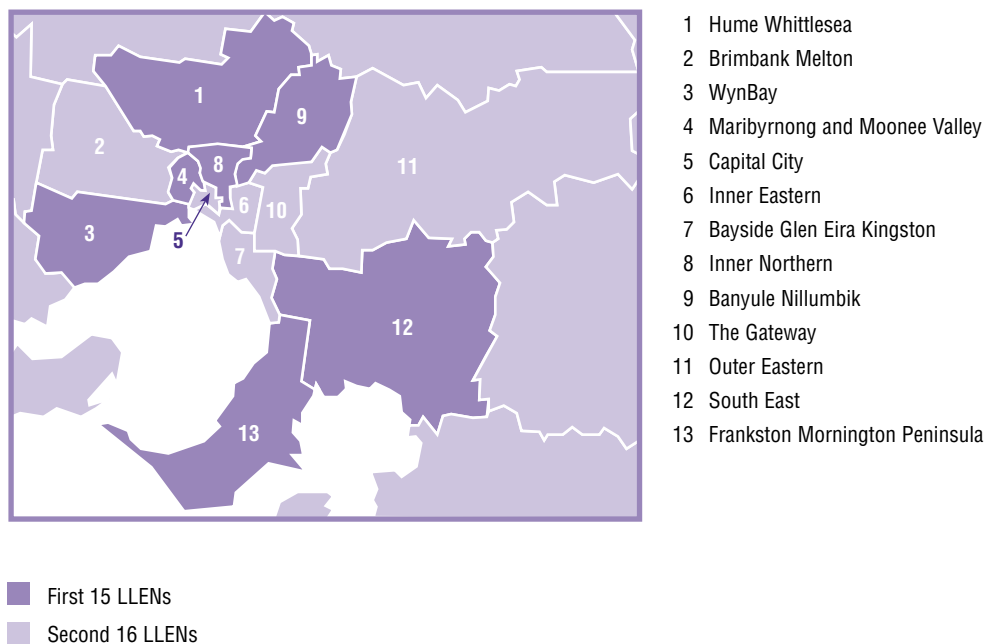 1
9
2
8
4
11
6
10
3
5
7
12
13
1 Hume Whittlesea
2 Brimbank Melton
3 WynBay
4 Maribyrnong and Moonee Valley
5 Capital City
6 Inner Eastern
7 Bayside Glen Eira Kingston
8 Inner Northern
9 Banyule Nillumbik
10 The Gateway
11 Outer Eastern
12 South East
13 Frankston Mornington Peninsula
First 15 LLENs
Second 16 LLENs